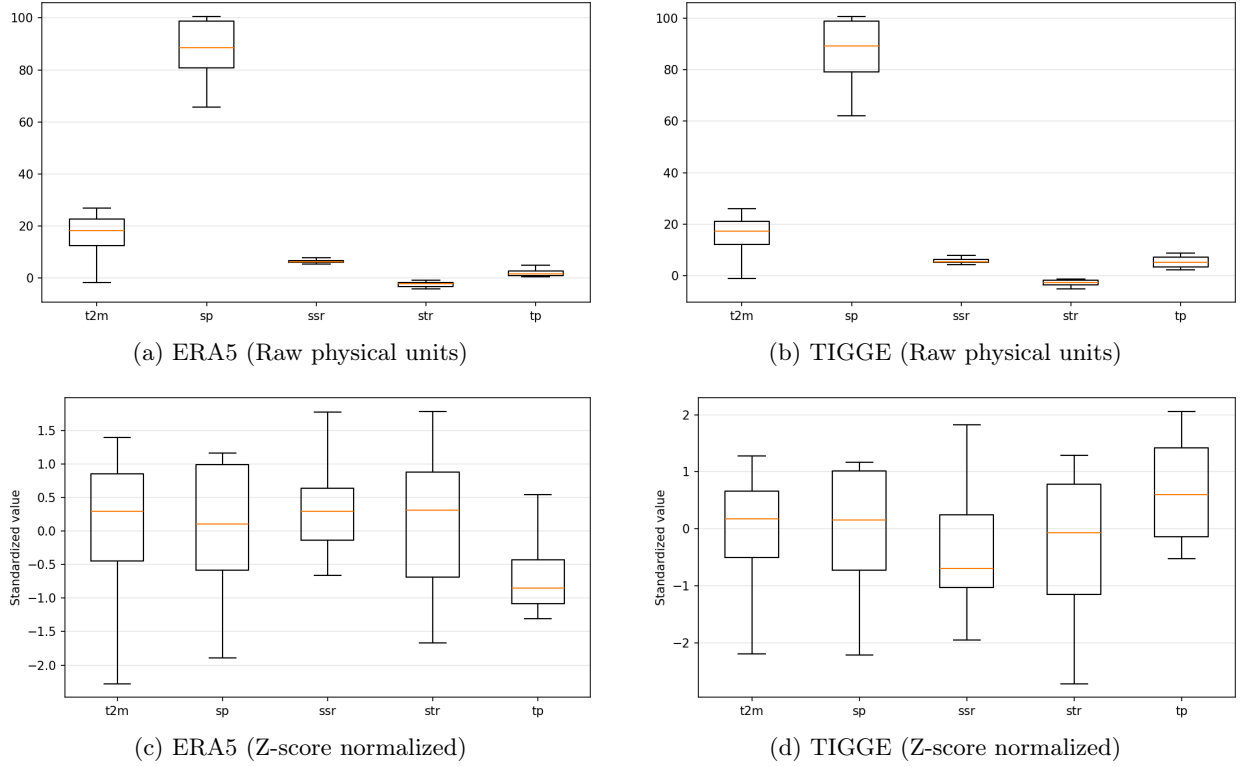 100
80
60
40
20
0
t2m sp ssr str tp
(a) ERA5 (Raw physical units)
100
80
60
40
20
0
t2m sp ssr str tp
(b) TIGGE (Raw physical units)
Standardized value
1.5
1.0
0.5
0.0
−0.5
−1.0
−1.5
−2.0
t2m sp ssr str tp
(c) ERA5 (Z-score normalized)
Standardized value
2
1
0
−1
−2
t2m sp ssr str tp
(d) TIGGE (Z-score normalized)